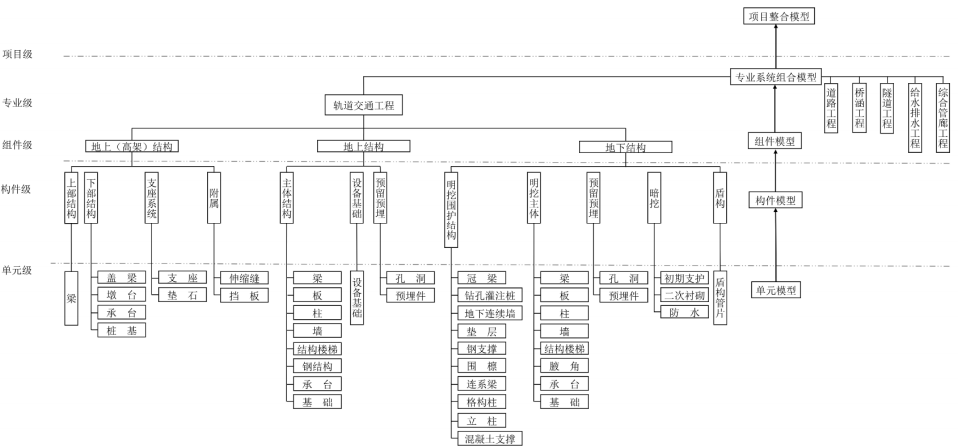 项目整合模型
项目级
专业系统组合模型
专业级
轨道交通工程
道路工程
桥涵工程
隧道工程
给水排水工程
综合管廊工程
组件级
地上（高架）结构
地上结构
地下结构
组件模型
构件级
上部结构
下部结构
支座系统
附属
主体结构
设备基础
预留预埋
明挖围护结构
明挖主体
预留预埋
暗挖
盾构
构件模型
单元级
梁
盖 梁
墩 台
承 台
桩 基
支 座
垫 石
伸缩缝
挡 板
梁
板
柱
墙
结构楼梯
钢结构
承 台
基 础
设备基础
孔 洞
预埋件
冠 梁
钻孔灌注桩
地下连续墙
垫 层
钢支撑
围 檩
连系梁
格构柱
立 柱
混凝土支撑
梁
板
柱
墙
结构楼梯
腋 角
承 台
基 础
孔 洞
预埋件
初期支护
二次衬砌
防 水
盾构管片
单元模型